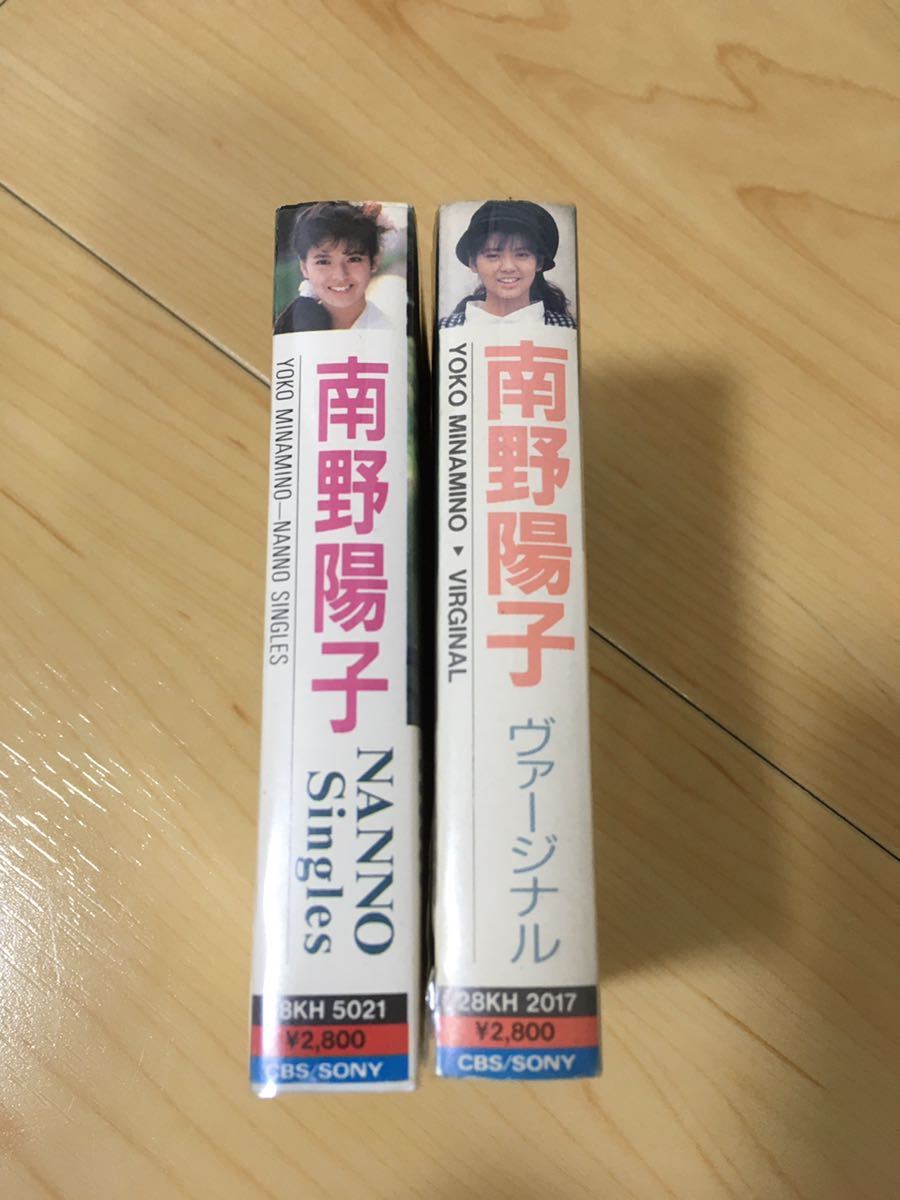 南野陽子
YOKO MINAMINO—NANNO SINGLES
NANNO
Singles
8KH 5021
¥2,800
CBS/SONY
南野陽子
YOKO MINAMINO ▶ VIRGINAL
ヴァージナル
28KH 2017
¥2,800
CBS/SONY